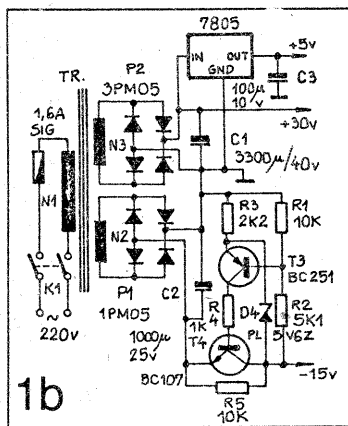 7805
TR.
P2
3PM05
IN OUT
GND
+5v
100µ
10v
C3
1,6A
SIG
+30v
N3
C1
3300µ/40v
N1
R3
2K2
R1
10K
N2
T3
BC251
K1
P1
1PM05
C2
R4
1K
D4
PL
5V6Z
R2
5K1
220v
1000µ
25v
T4
BC107
-15v
R5
10K
1b